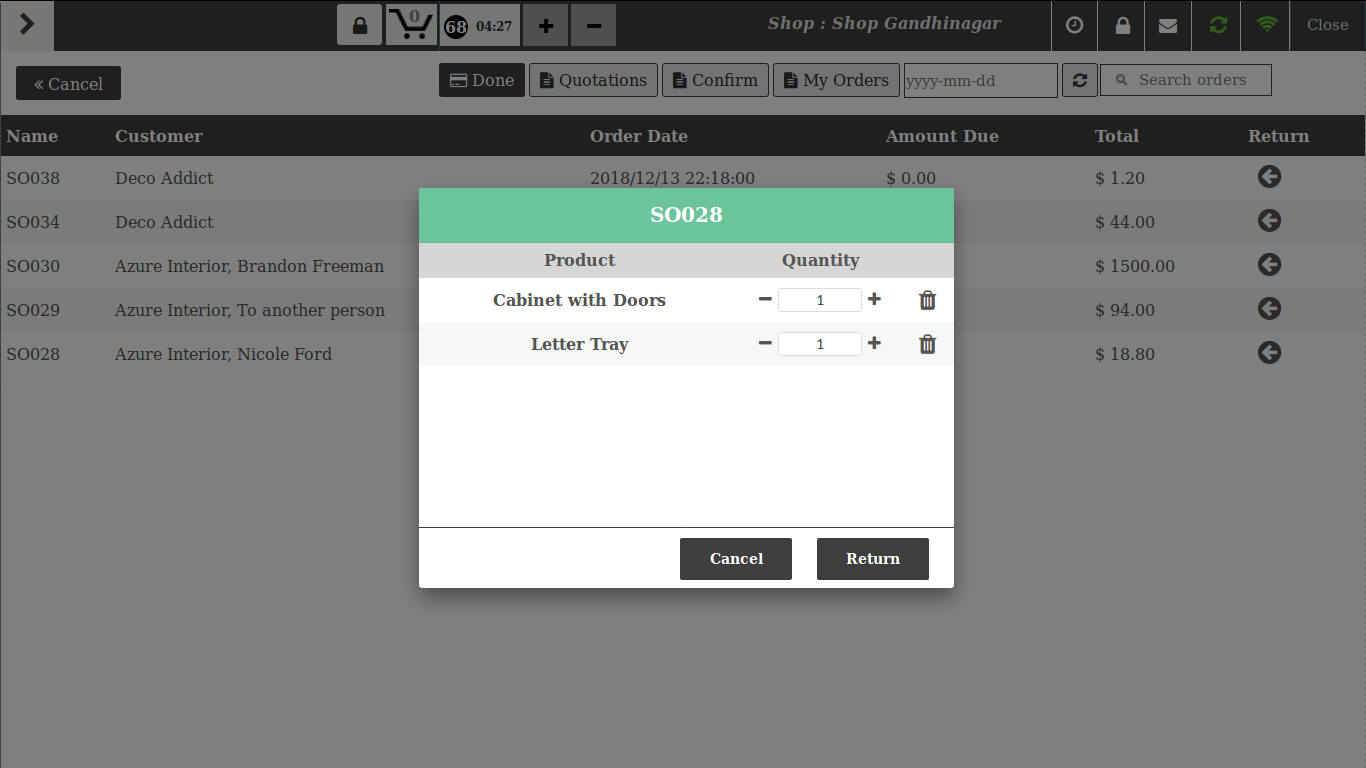 0
68 04:27
Shop : Shop Gandhinagar
Close
« Cancel
Done
Quotations
Confirm
My Orders
yyyy-mm-dd
Search orders
Name Customer Order Date Amount Due Total Return
SO038 Deco Addict 2018/12/13 22:18:00 $ 0.00 $ 1.20
SO034 Deco Addict $ 44.00
SO030 Azure Interior, Brandon Freeman $ 1500.00
SO029 Azure Interior, To another person $ 94.00
SO028 Azure Interior, Nicole Ford $ 18.80
SO028
Product Quantity
Cabinet with Doors 1
Letter Tray 1
Cancel Return